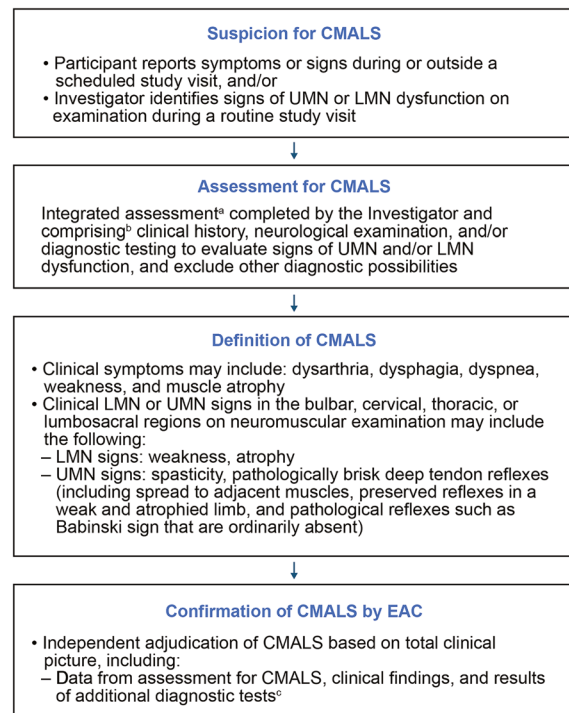 Suspicion for CMALS
• Participant reports symptoms or signs during or outside a
scheduled study visit, and/or
• Investigator identifies signs of UMN or LMN dysfunction on
examination during a routine study visit
Assessment for CMALS
Integrated assessmentᵃ completed by the Investigator and
comprisingᵇ clinical history, neurological examination, and/or
diagnostic testing to evaluate signs of UMN and/or LMN
dysfunction, and exclude other diagnostic possibilities
Definition of CMALS
• Clinical symptoms may include: dysarthria, dysphagia, dyspnea,
weakness, and muscle atrophy
• Clinical LMN or UMN signs in the bulbar, cervical, thoracic, or
lumbosacral regions on neuromuscular examination may include
the following:
– LMN signs: weakness, atrophy
– UMN signs: spasticity, pathologically brisk deep tendon reflexes
(including spread to adjacent muscles, preserved reflexes in a
weak and atrophied limb, and pathological reflexes such as
Babinski sign that are ordinarily absent)
Confirmation of CMALS by EAC
• Independent adjudication of CMALS based on total clinical
picture, including:
– Data from assessment for CMALS, clinical findings, and results
of additional diagnostic testsᶜ